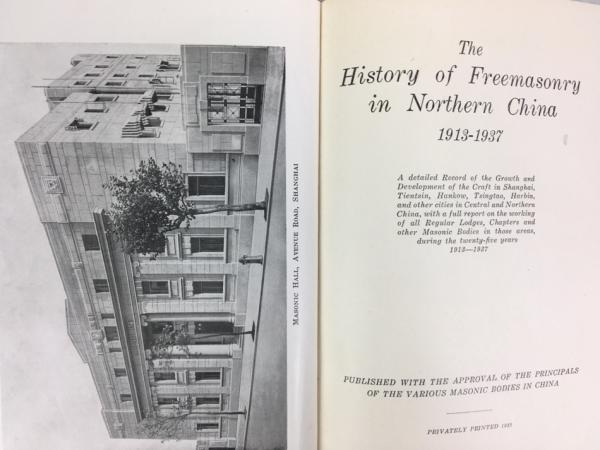 MASONIC HALL, AVENUE ROAD, SHANGHAI
The
History of Freemasonry
in Northern China
1913-1937
A detailed Record of the Growth and
Development of the Craft in Shanghai,
Tientsin, Hankow, Tsingtao, Harbin,
and other cities in Central and Northern
China, with a full report on the working
of all Regular Lodges, Chapters and
other Masonic Bodies in those areas,
during the twenty-five years
1913—1937
PUBLISHED WITH THE APPROVAL OF THE PRINCIPALS
OF THE VARIOUS MASONIC BODIES IN CHINA
PRIVATELY PRINTED